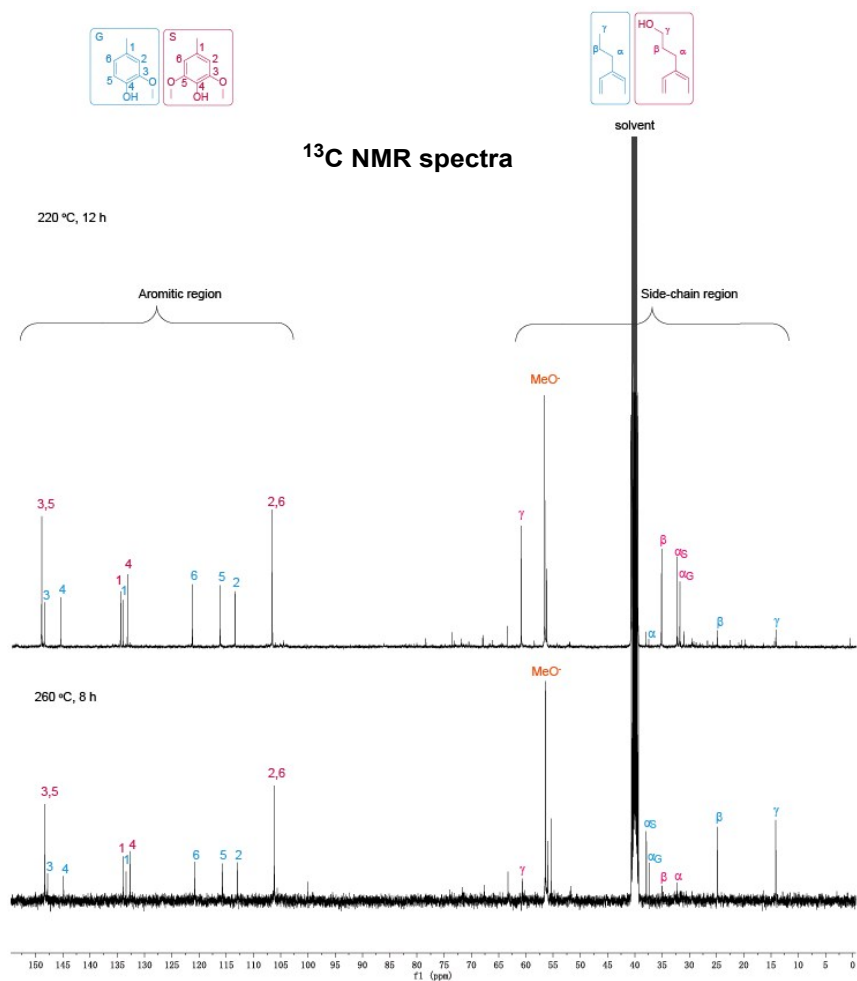 G
S
1
6
2
5
3
4
O
OH
1
6
2
5
3
O
4
O
OH
γ
β
α
HO
γ
β
α
solvent
13C NMR spectra
220 °C, 12 h
Aromitic region
Side-chain region
MeO-
3,5
3
4
1
1
4
6
5
2
2,6
γ
β
αS
αG
α
β
γ
260 °C, 8 h
MeO-
3,5
3
4
1
1
4
6
5
2
2,6
γ
αS
αG
β
α
β
γ
150 145 140 135 130 125 120 115 110 105 100 95 90 85 80 75 70 65 60 55 50 45 40 35 30 25 20 15 10 5 0
f1 (ppm)